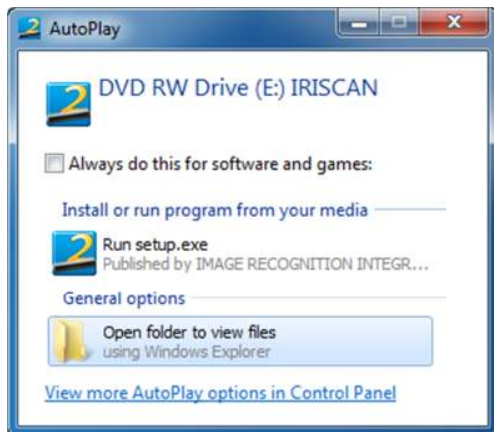 AutoPlay
DVD RW Drive (E:) IRISCAN
Always do this for software and games:
Install or run program from your media
Run setup.exe
Published by IMAGE RECOGNITION INTEGR...
General options
Open folder to view files
using Windows Explorer
View more AutoPlay options in Control Panel